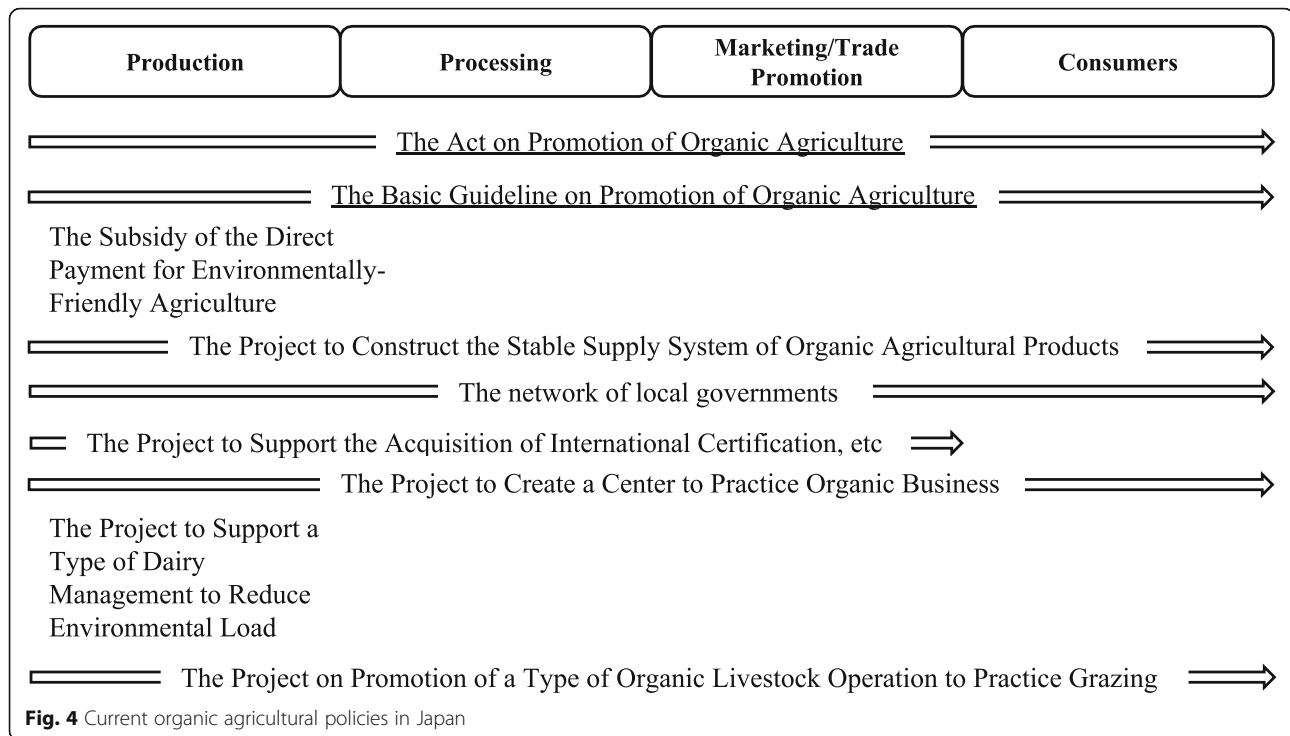 Production
Processing
Marketing/Trade
Promotion
Consumers
The Act on Promotion of Organic Agriculture
The Basic Guideline on Promotion of Organic Agriculture
The Subsidy of the Direct
Payment for Environmentally-
Friendly Agriculture
The Project to Construct the Stable Supply System of Organic Agricultural Products
The network of local governments
The Project to Support the Acquisition of International Certification, etc
The Project to Create a Center to Practice Organic Business
The Project to Support a
Type of Dairy
Management to Reduce
Environmental Load
The Project on Promotion of a Type of Organic Livestock Operation to Practice Grazing
Fig. 4 Current organic agricultural policies in Japan